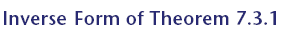 Inverse Form of Theorem 7.3.1